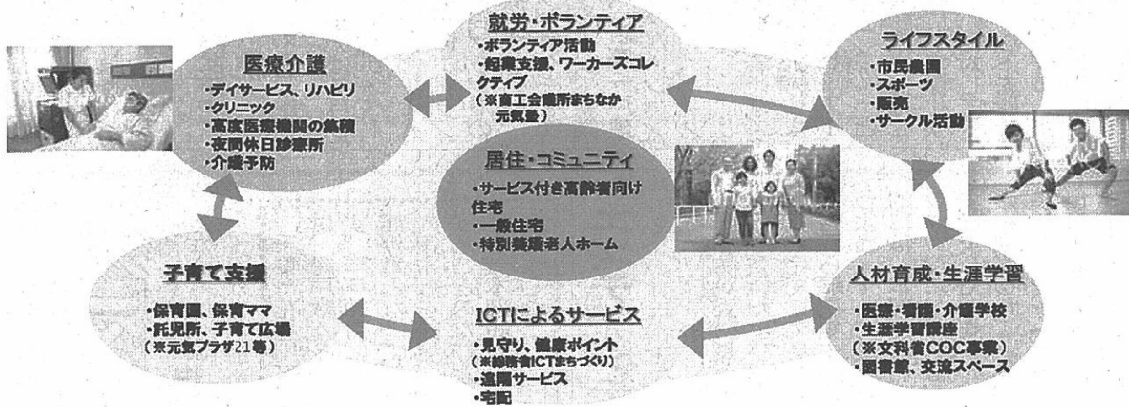 就労・ボランティア
・ボランティア活動
・起業支援、ワーカーズコレ
クティブ
(※商工会議所まちなか
元気量)
医療介護
・デイサービス、リハビリ
・クリニック
・高度医療機関の集積
・夜間休日診療所
・介護予防
ライフスタイル
・市民農園
・スポーツ
・販売
・サークル活動
居住・コミュニティ
・サービス付き高齢者向け
住宅
・一般住宅
・特別養護老人ホーム
子育て支援
・保育園、保育ママ
・託児所、子育て広場
(※元気プラザ21等)
ICTによるサービス
・見守り、健康ポイント
(※総務省ICTまちづくり)
・遠隔サービス
・宅配
人材育成・生涯学習
・医療・看護・介護学校
・生涯学習講座
(※文科省COC事業)
・図書館、交流スペース